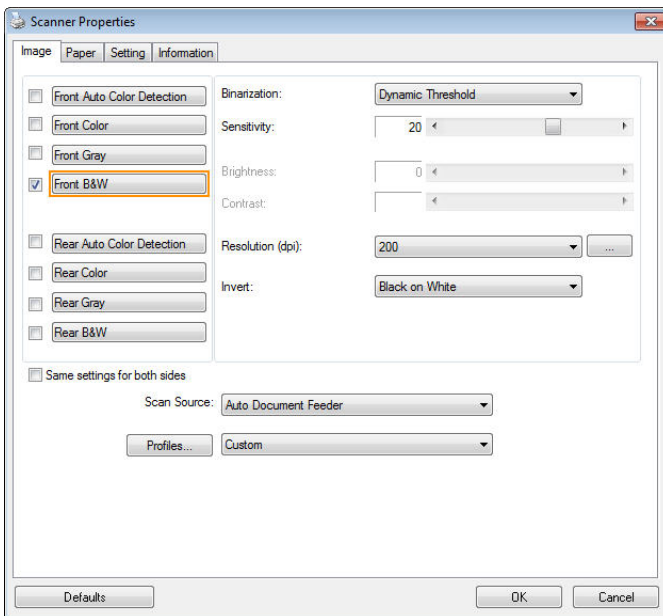 Scanner Properties
Image Paper Setting Information
Front Auto Color Detection
Front Color
Front Gray
Front B&W
Rear Auto Color Detection
Rear Color
Rear Gray
Rear B&W
Binarization: Dynamic Threshold
Sensitivity: 20
Brightness: 0
Contrast:
Resolution (dpi): 200 ...
Invert: Black on White
Same settings for both sides
Scan Source: Auto Document Feeder
Profiles... Custom
Defaults OK Cancel